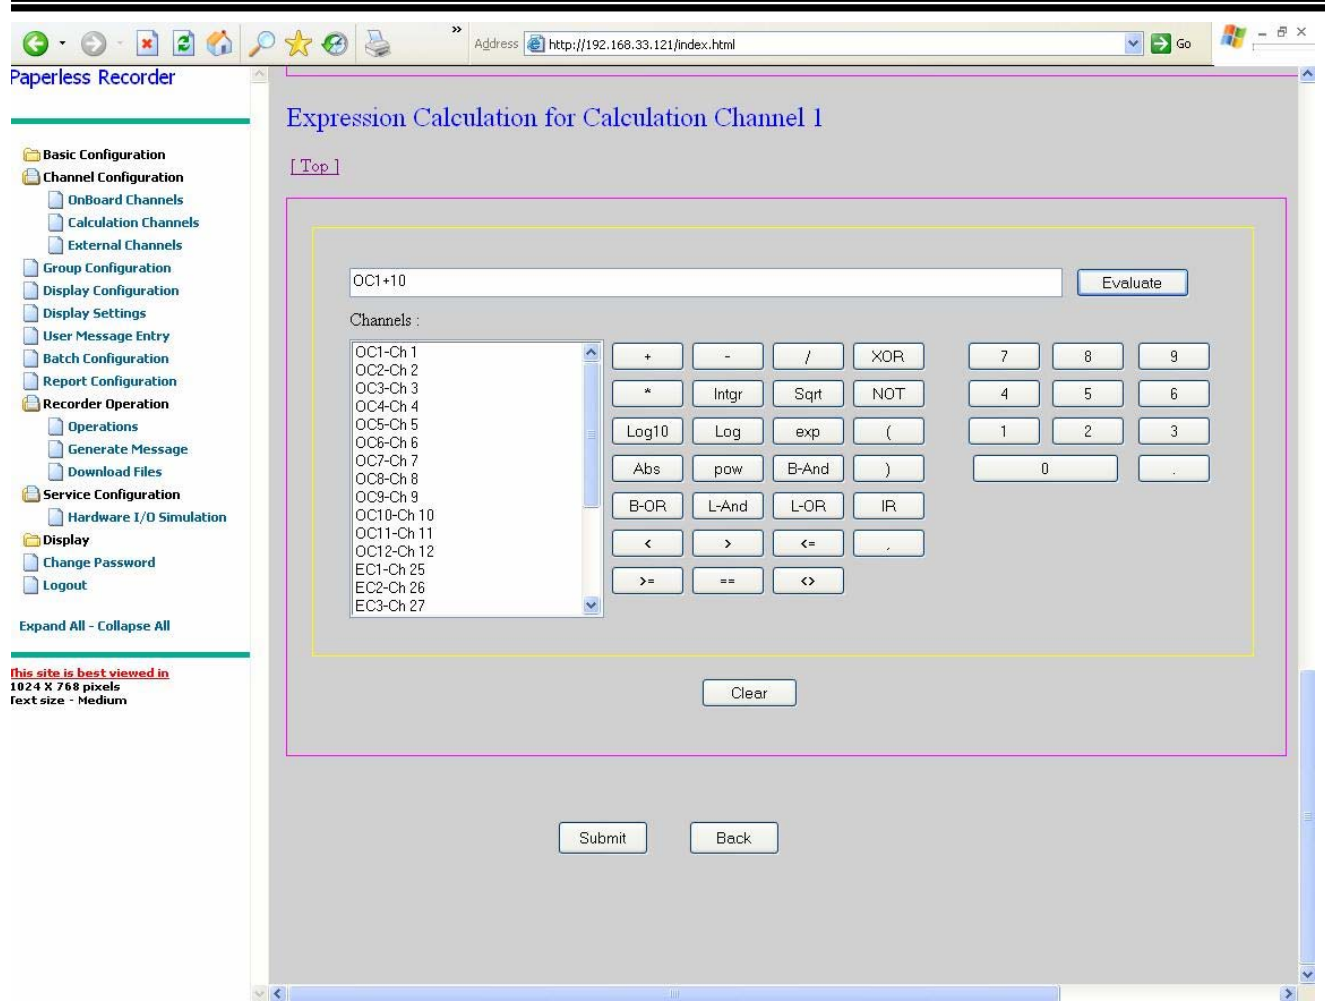 »
Address http://192.168.33.121/index.html Go
Paperless Recorder
Basic Configuration
Channel Configuration
OnBoard Channels
Calculation Channels
External Channels
Group Configuration
Display Configuration
Display Settings
User Message Entry
Batch Configuration
Report Configuration
Recorder Operation
Operations
Generate Message
Download Files
Service Configuration
Hardware I/O Simulation
Display
Change Password
Logout
Expand All - Collapse All
This site is best viewed in
1024 X 768 pixels
Text size - Medium
Expression Calculation for Calculation Channel 1
[ Top ]
OC1+10 Evaluate
Channels :
OC1-Ch 1
OC2-Ch 2
OC3-Ch 3
OC4-Ch 4
OC5-Ch 5
OC6-Ch 6
OC7-Ch 7
OC8-Ch 8
OC9-Ch 9
OC10-Ch 10
OC11-Ch 11
OC12-Ch 12
EC1-Ch 25
EC2-Ch 26
EC3-Ch 27
+ - / XOR 7 8 9
* Intgr Sqrt NOT 4 5 6
Log10 Log exp ( 1 2 3
Abs pow B-And ) 0 .
B-OR L-And L-OR IR
< > <= ,
>= == <>
Clear
Submit Back